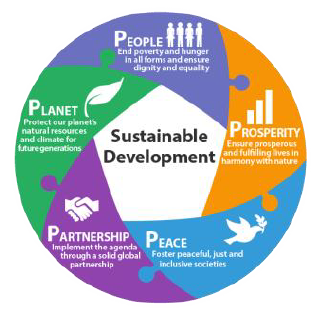 PEOPLE
End poverty and hunger
in all forms and ensure
dignity and equality
PROSPERITY
Ensure prosperous
and fulfilling lives in
harmony with nature
PEACE
Foster peaceful, just and
inclusive societies
PARTNERSHIP
Implement the agenda
through a solid global
partnership
PLANET
Protect our planet's
natural resources
and climate for
future generations
Sustainable
Development